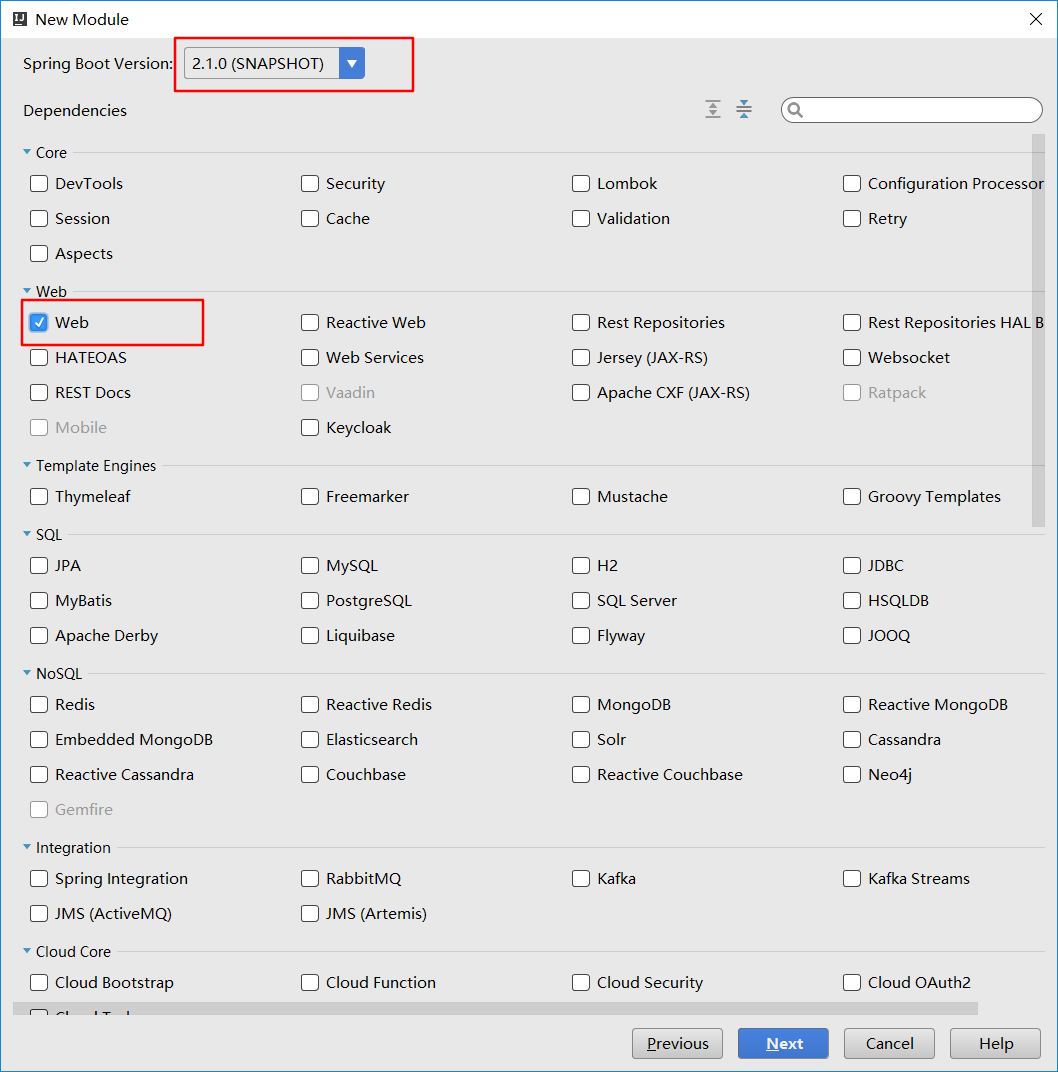 New Module
Spring Boot Version: 2.1.0 (SNAPSHOT)
Dependencies
Core
DevTools Security Lombok Configuration Processor
Session Cache Validation Retry
Aspects
Web
Web Reactive Web Rest Repositories Rest Repositories HAL B
HATEOAS Web Services Jersey (JAX-RS) Websocket
REST Docs Vaadin Apache CXF (JAX-RS) Ratpack
Mobile Keycloak
Template Engines
Thymeleaf Freemarker Mustache Groovy Templates
SQL
JPA MySQL H2 JDBC
MyBatis PostgreSQL SQL Server HSQLDB
Apache Derby Liquibase Flyway JOOQ
NoSQL
Redis Reactive Redis MongoDB Reactive MongoDB
Embedded MongoDB Elasticsearch Solr Cassandra
Reactive Cassandra Couchbase Reactive Couchbase Neo4j
Gemfire
Integration
Spring Integration RabbitMQ Kafka Kafka Streams
JMS (ActiveMQ) JMS (Artemis)
Cloud Core
Cloud Bootstrap Cloud Function Cloud Security Cloud OAuth2
Previous Next Cancel Help